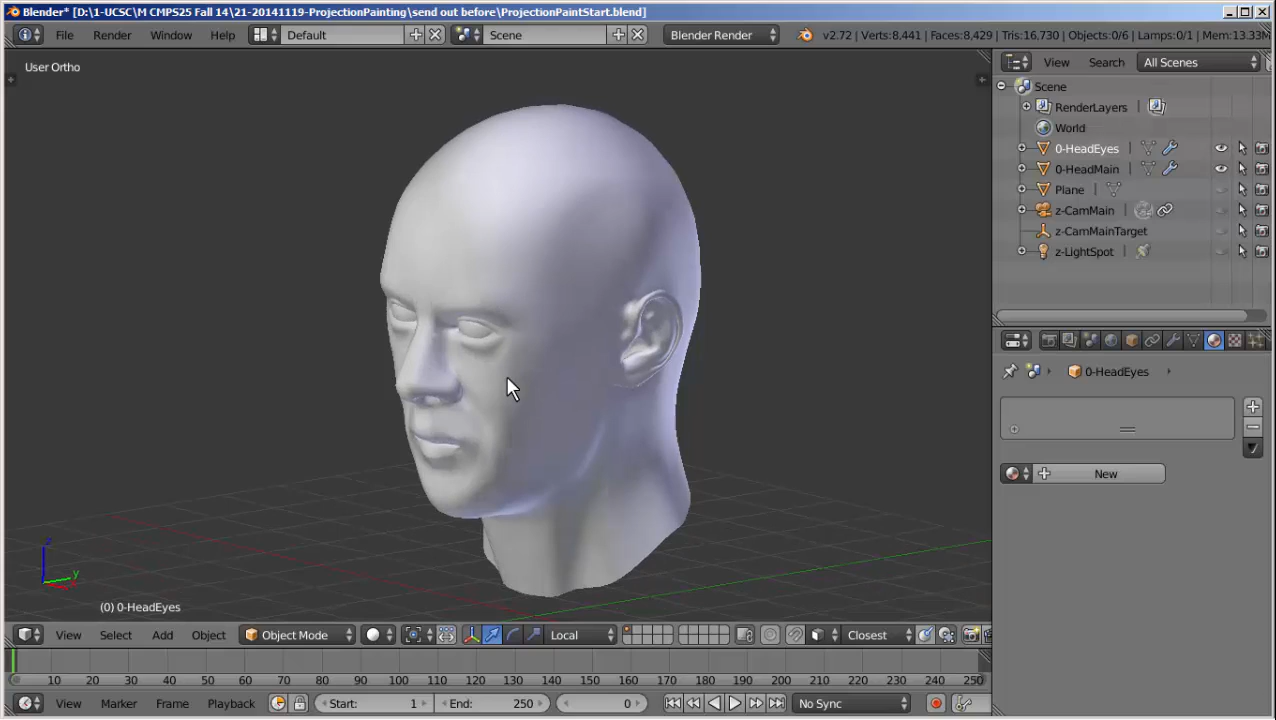 Blender* [D:\1-UCSC\M CMPS25 Fall 14\21-20141119-ProjectionPainting\send out before\ProjectionPaintStart.blend]
File Render Window Help Default Scene Blender Render v2.72 | Verts:8,441 | Faces:8,429 | Tris:16,730 | Objects:0/6 | Lamps:0/1 | Mem:13.33M
User Ortho
View Search All Scenes
Scene
RenderLayers
World
0-HeadEyes
0-HeadMain
Plane
z-CamMain
z-CamMainTarget
z-LightSpot
0-HeadEyes
New
z
y
(0) 0-HeadEyes
View Select Add Object Object Mode Local Closest
0 10 20 30 40 50 60 70 80 90 100 110 120 130 140 150 160 170 180 190 200 210 220 230 240 250
View Marker Frame Playback Start: 1 End: 250 0 No Sync